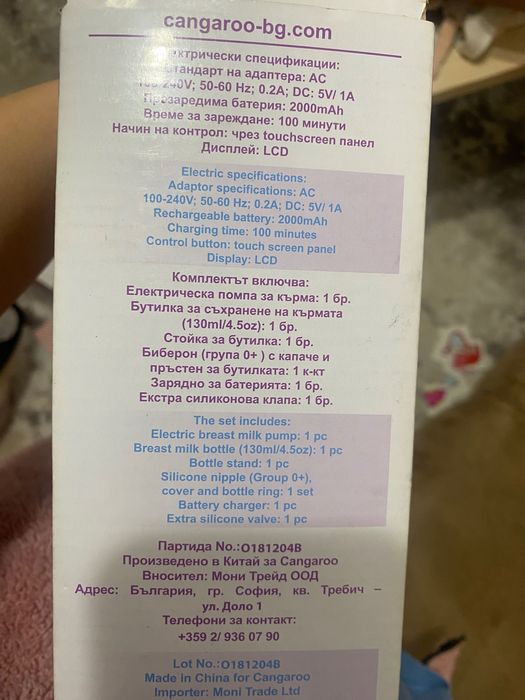 cangaroo-bg.com
спецификации:
на адаптера: AC
50-60 Hz; 0.2A; DC: 5V/ 1A
батерия: 2000mAh
Време за зареждане: 100 минути
Начин на контрол: чрез touchscreen панел
Дисплей: LCD
Electric specifications:
Adaptor specifications: AC
100-240V; 50-60 Hz; 0.2A; DC: 5V/ 1A
Rechargeable battery: 2000mAh
Charging time: 100 minutes
Control button: touch screen panel
Display: LCD
Комплектът включва:
Електрическа помпа за кърма: 1 бр.
Бутилка за съхранение на кърмата
(130ml/4.5oz): 1 бр.
Стойка за бутилка: 1 бр.
Биберон (група 0+ ) с капаче и
пръстен за бутилката: 1 к-кт
Зарядно за батерията: 1 бр.
Екстра силиконова клапа: 1 бр.
The set includes:
Electric breast milk pump: 1 pc
Breast milk bottle (130ml/4.5oz): 1 pc
Bottle stand: 1 pc
Silicone nipple (Group 0+),
cover and bottle ring: 1 set
Battery charger: 1 pc
Extra silicone valve: 1 pc
Партида No.:O181204B
Произведено в Китай за Cangaroo
Вносител: Мони Трейд ООД
Адрес: България, гр. София, кв. Требич –
ул. Доло 1
Телефони за контакт:
+359 2/ 936 07 90
Lot No.:O181204B
Made in China for Cangaroo
Importer: Moni Trade Ltd